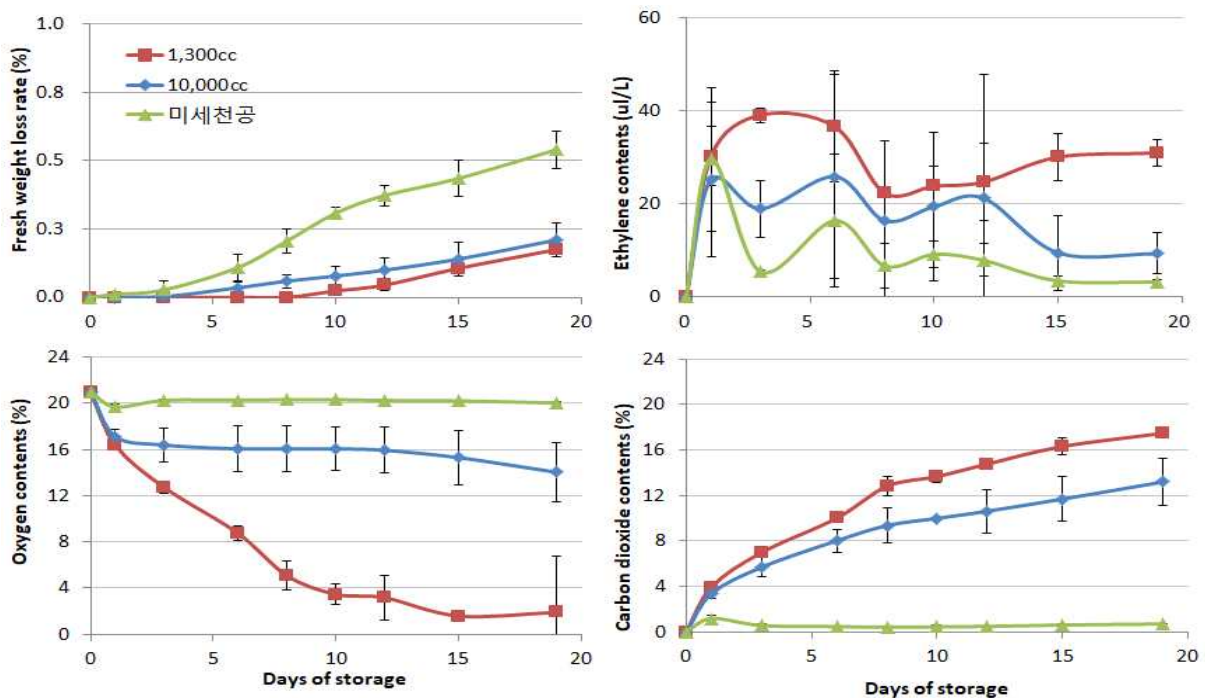 Fresh weight loss rate (%)
1.0
0.8
0.5
0.3
0.0
1,300cc
10,000cc
미세천공
0 5 10 15 20
Ethylene contents (ul/L)
60
40
20
0
0 5 10 15 20
Oxygen contents (%)
24
20
16
12
8
4
0
0 5 10 15 20
Days of storage
Carbon dioxide contents (%)
24
20
16
12
8
4
0
0 5 10 15 20
Days of storage